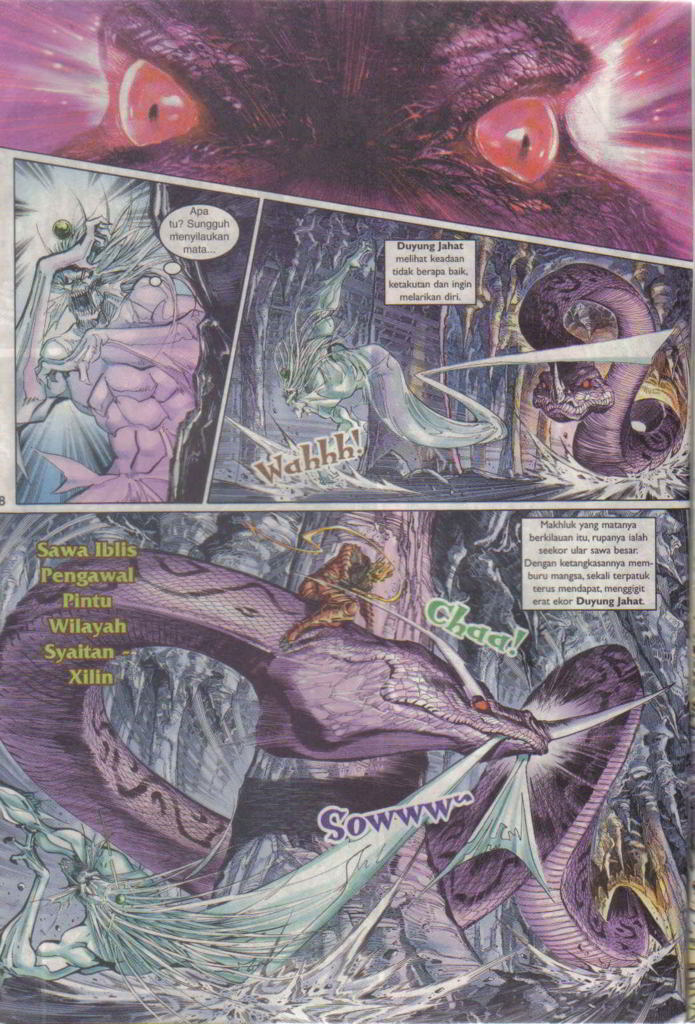 Apa
tu? Sungguh
menyilaukan
mata...
Duyung Jahat
melihat keadaan
tidak berapa baik,
ketakutan dan ingin
melarikan diri.
Wahhh!
8
Sawa Iblis
Pengawal
Pintu
Wilayah
Syaitan -
Xilin
Makhluk yang matanya
berkilauan itu, rupanya ialah
seekor ular sawa besar.
Dengan ketangkasannya mem-
buru mangsa, sekali terpatuk
terus mendapat, menggigit
erat ekor Duyung Jahat.
Chaa!
Sowww~